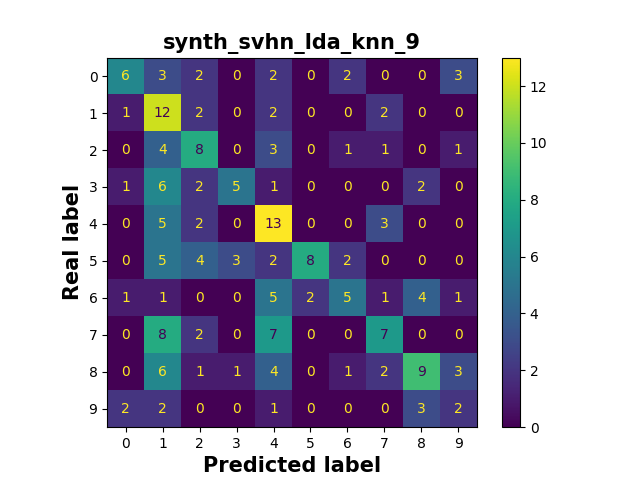 synth_svhn_lda_knn_9
Real label
0 6 3 2 0 2 0 2 0 0 3
1 1 12 2 0 2 0 0 2 0 0
2 0 4 8 0 3 0 1 1 0 1
3 1 6 2 5 1 0 0 0 2 0
4 0 5 2 0 13 0 0 3 0 0
5 0 5 4 3 2 8 2 0 0 0
6 1 1 0 0 5 2 5 1 4 1
7 0 8 2 0 7 0 0 7 0 0
8 0 6 1 1 4 0 1 2 9 3
9 2 2 0 0 1 0 0 0 3 2
0 1 2 3 4 5 6 7 8 9
Predicted label
12
10
8
6
4
2
0